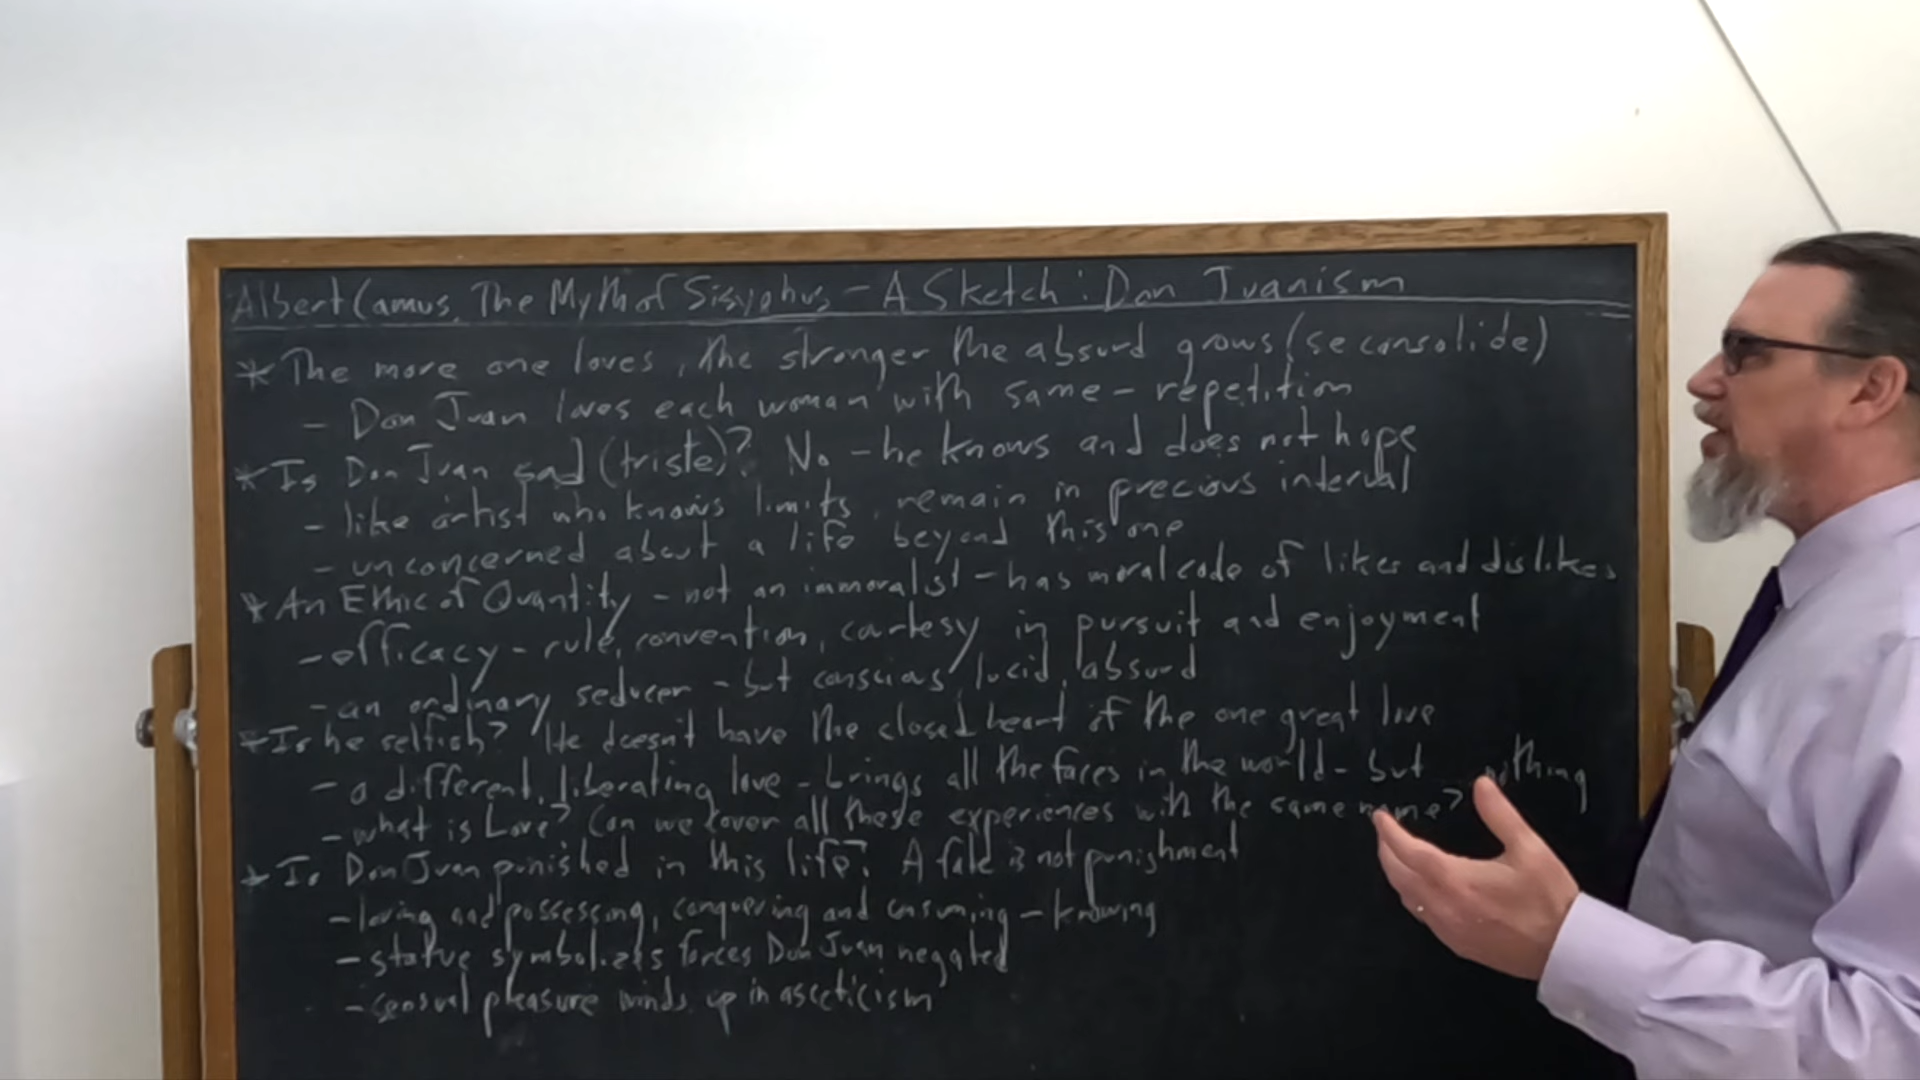 Albert Camus, The Myth of Sisyphus - A Sketch: Don Juanism
* The more one loves, the stronger the absurd grows (se consolide)
- Don Juan loves each woman with same - repetition
* Is Don Juan sad (triste)? No - he knows and does not hope
- like artist who knows limits, remain in precious interval
- unconcerned about a life beyond this one
* An Ethic of Quantity - not an immoralist - has moral code of likes and dislikes
- efficacy - rule, convention, courtesy in pursuit and enjoyment
- an ordinary seducer - but conscious, lucid, absurd
* Is he selfish? He doesn't have the closed heart of the one great love
- a different, liberating love - brings all the faces in the world - but nothing
- what is Love? Can we cover all these experiences with the same name?
* Is Don Juan punished in this life? A fate is not punishment
- loving and possessing, conquering and consuming - knowing
- statue symbolizes forces Don Juan negated
- sensual pleasure winds up in asceticism